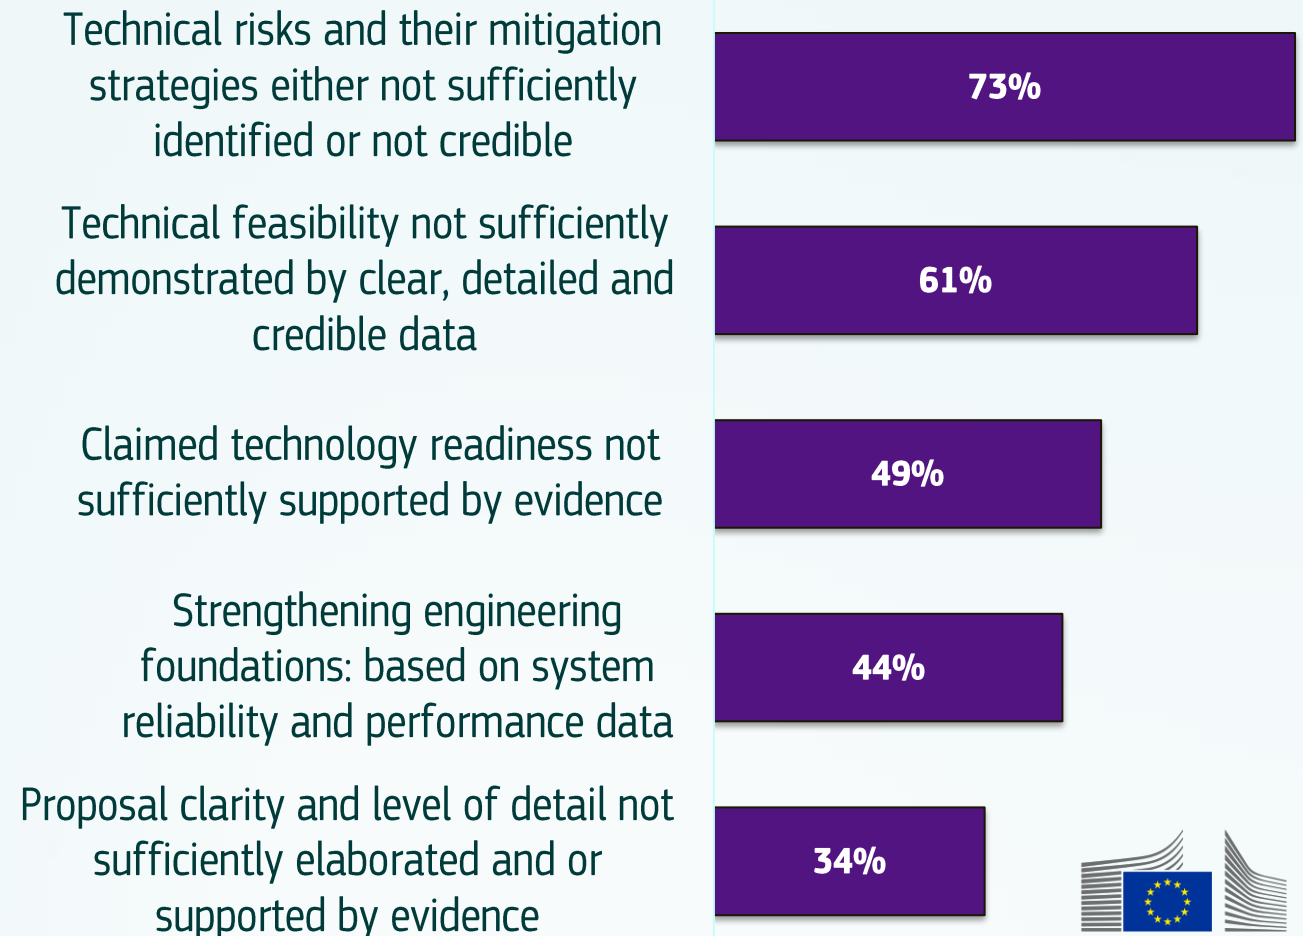 Technical risks and their mitigation
strategies either not sufficiently
identified or not credible
73%
Technical feasibility not sufficiently
demonstrated by clear, detailed and
credible data
61%
Claimed technology readiness not
sufficiently supported by evidence
49%
Strengthening engineering
foundations: based on system
reliability and performance data
44%
Proposal clarity and level of detail not
sufficiently elaborated and or
supported by evidence
34%